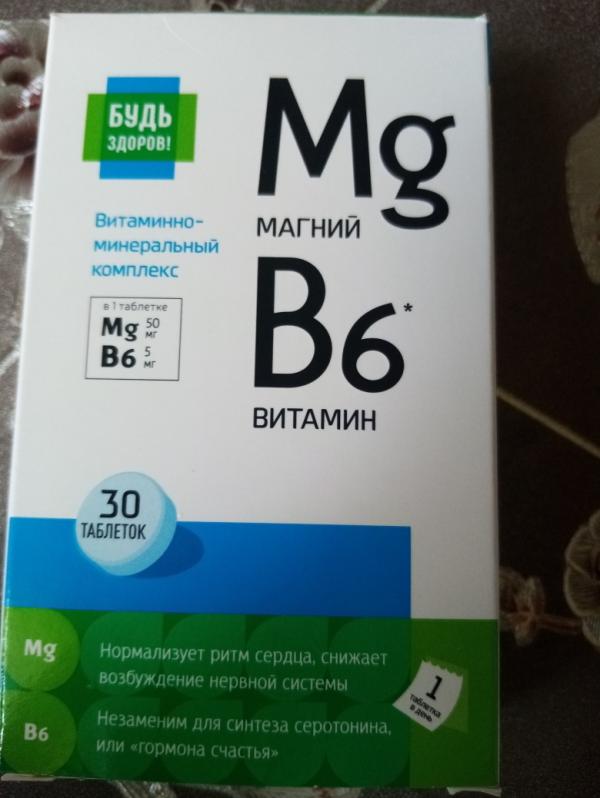 БУДЬ
ЗДОРОВ!
Mg
МАГНИЙ
Витаминно-
минеральный
комплекс
в 1 таблетке
Mg 50 мг
B6 5 мг
B6*
ВИТАМИН
30
ТАБЛЕТОК
Mg
Нормализует ритм сердца, снижает
возбуждение нервной системы
1
таблетка
в день
B6
Незаменим для синтеза серотонина,
или «гормона счастья»